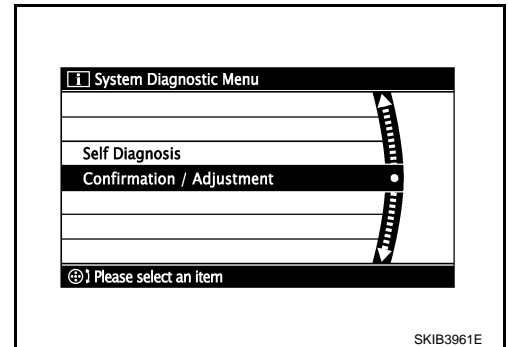 i System Diagnostic Menu
Self Diagnosis
Confirmation / Adjustment
Please select an item
SKIB3961E